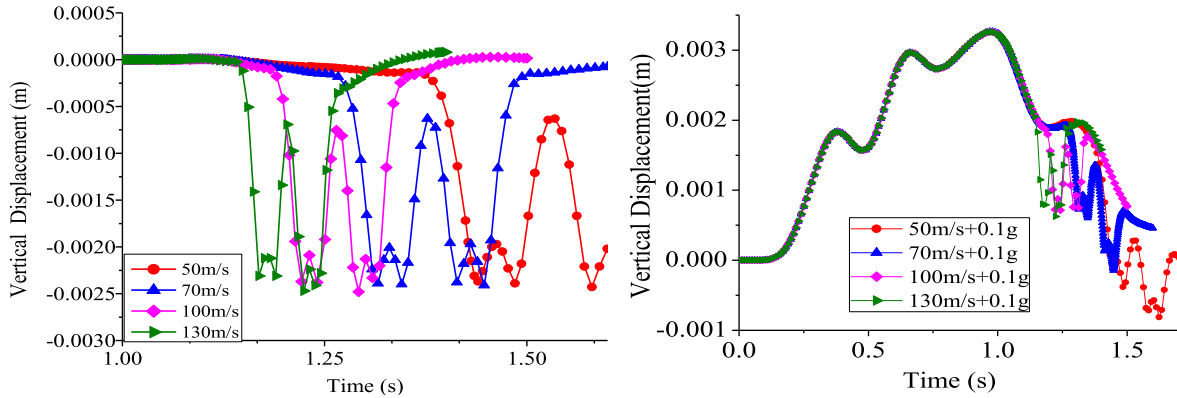 0.0005
0.0000
-0.0005
-0.0010
-0.0015
-0.0020
-0.0025
-0.0030
Vertical Displacement (m)
50m/s
70m/s
100m/s
130m/s
1.00
1.25
1.50
Time (s)
0.003
0.002
0.001
0.000
-0.001
Vertical Displacement(m)
50m/s+0.1g
70m/s+0.1g
100m/s+0.1g
130m/s+0.1g
0.0
0.5
1.0
1.5
Time (s)